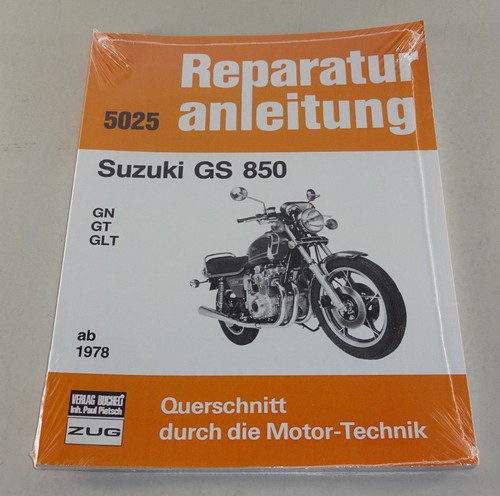 Reparatur
anleitung
5025
Suzuki GS 850
GN
GT
GLT
ab
1978
VERLAG BUCHELI
Inh. Paul Pietsch
ZUG
Querschnitt
durch die Motor-Technik